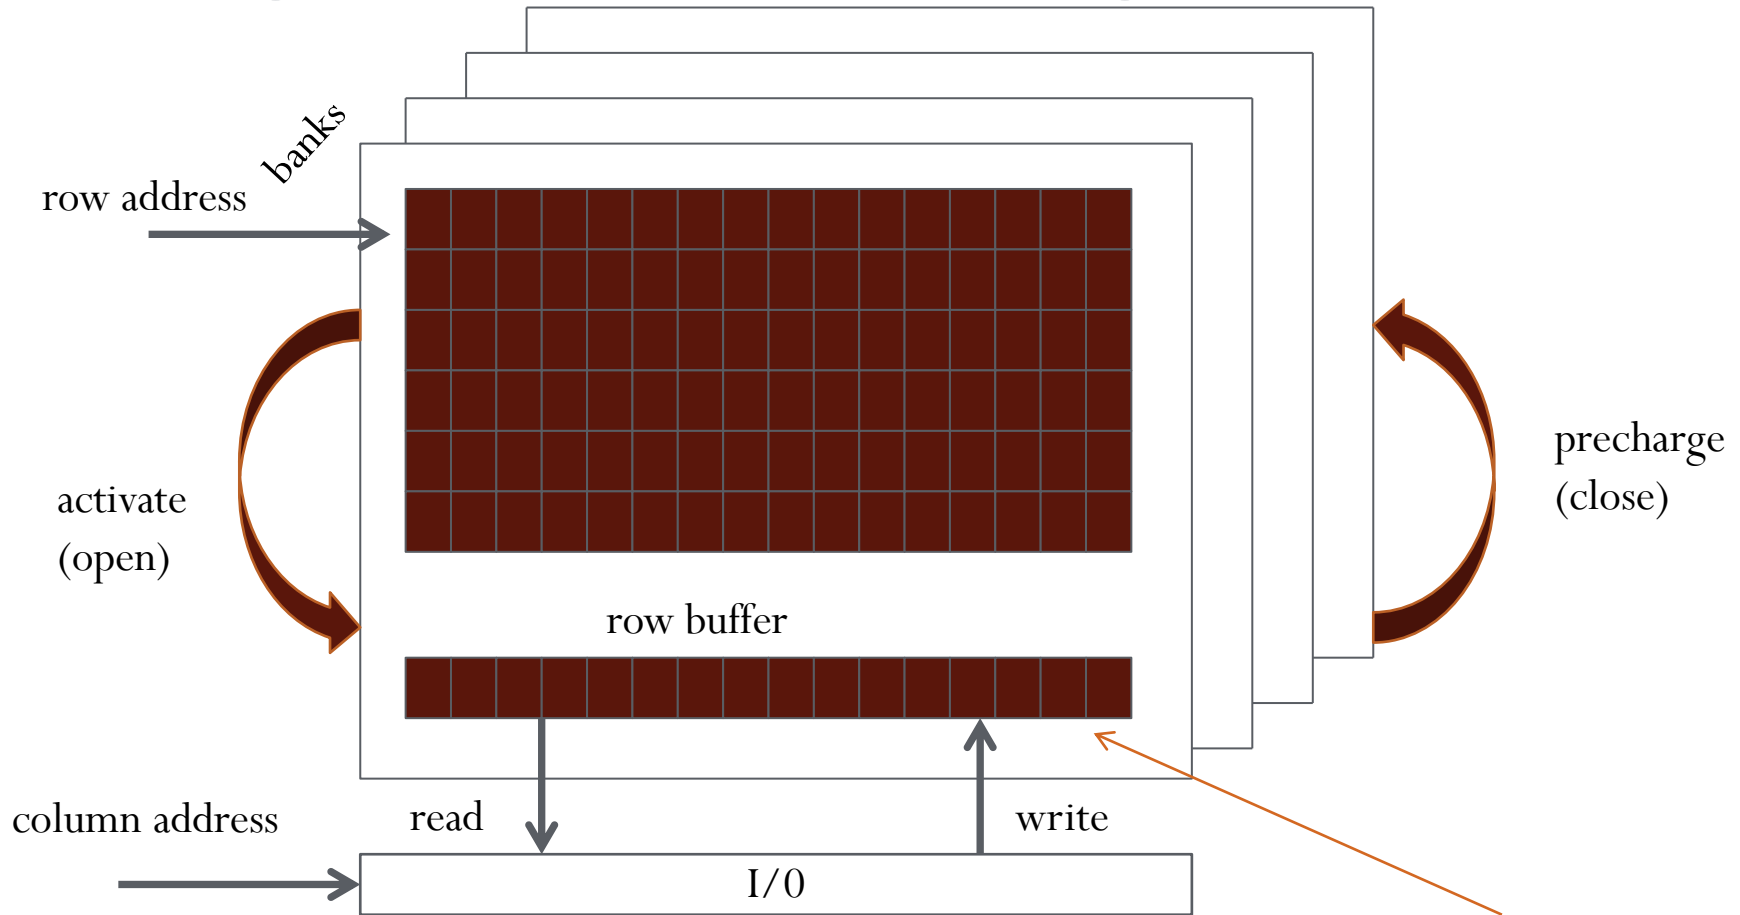 banks
row address
precharge
(close)
activate
(open)
row buffer
column address
read
write
I/0